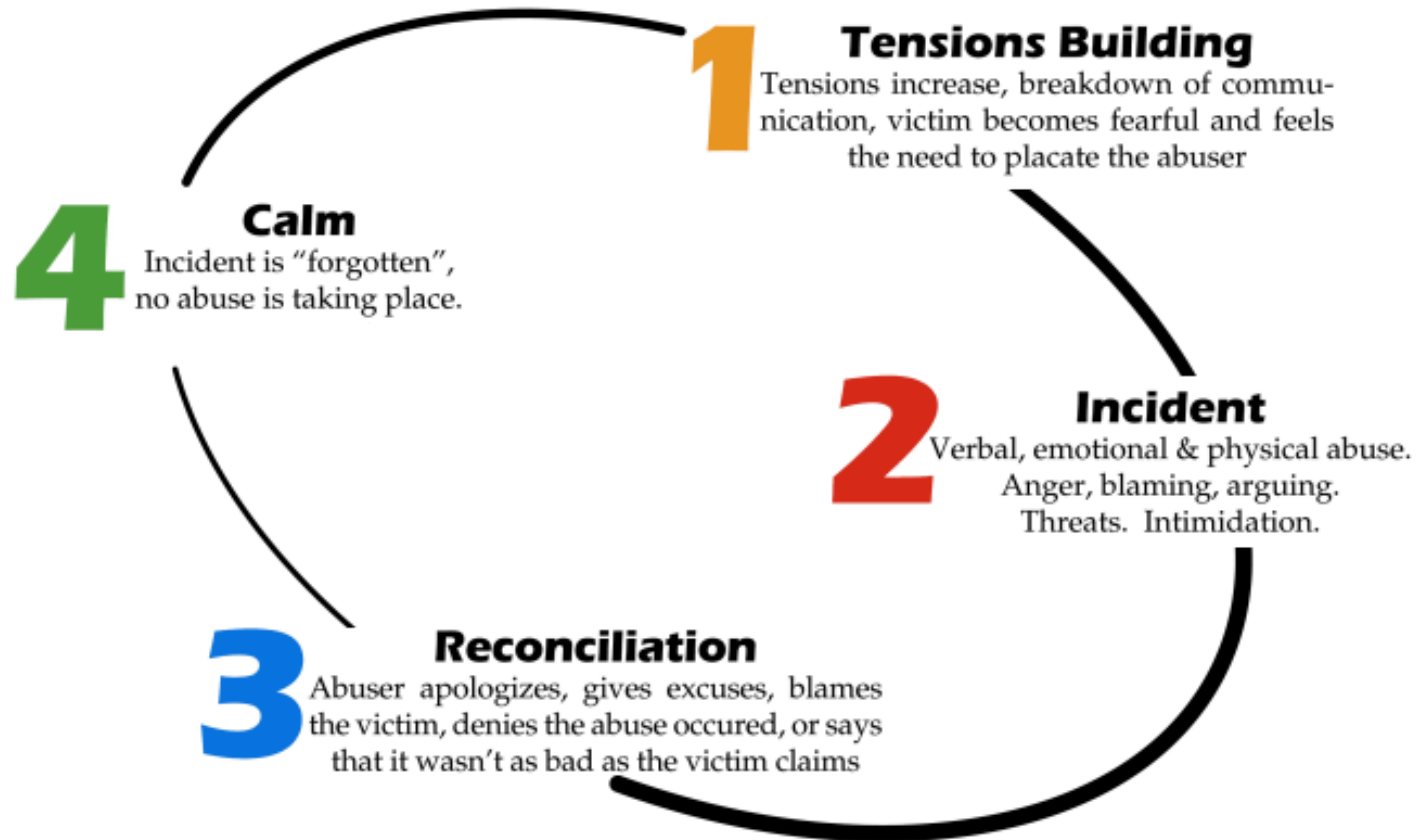 1
Tensions Building
Tensions increase, breakdown of commu-
nication, victim becomes fearful and feels
the need to placate the abuser
2
Incident
Verbal, emotional & physical abuse.
Anger, blaming, arguing.
Threats. Intimidation.
3
Reconciliation
Abuser apologizes, gives excuses, blames
the victim, denies the abuse occured, or says
that it wasn't as bad as the victim claims
4
Calm
Incident is “forgotten”,
no abuse is taking place.